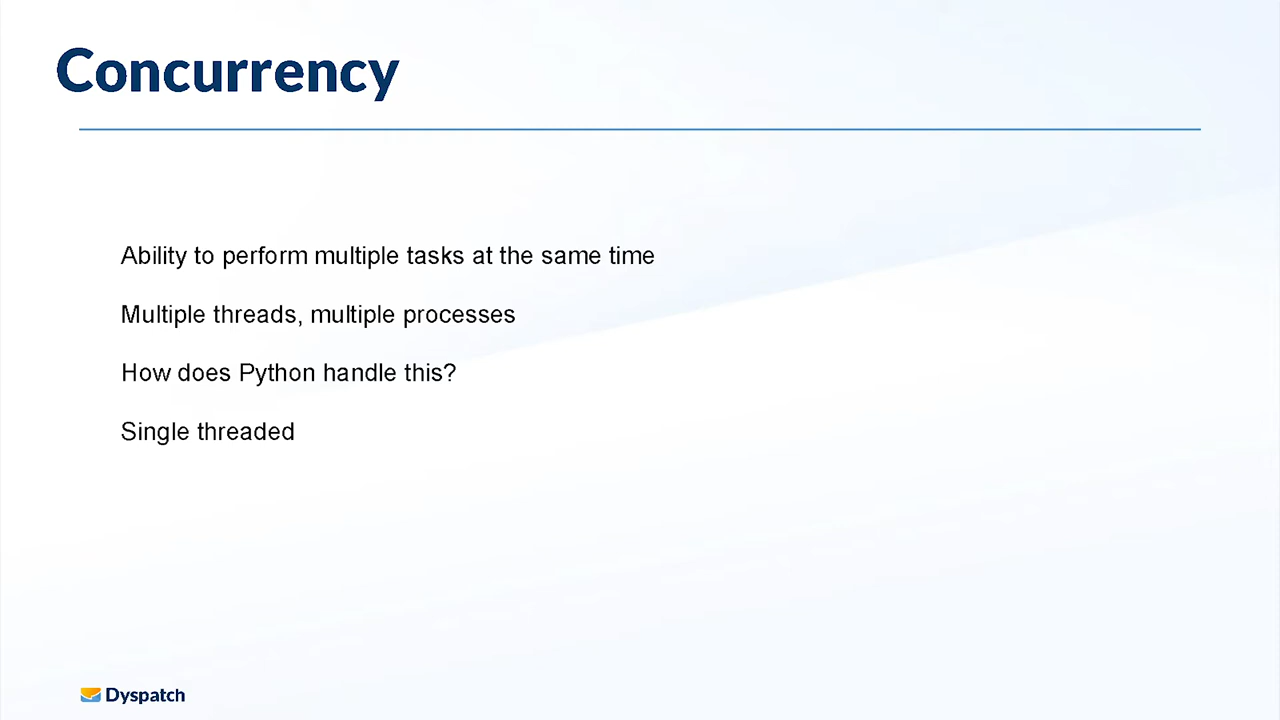 Concurrency
Ability to perform multiple tasks at the same time
Multiple threads, multiple processes
How does Python handle this?
Single threaded
Dyspatch